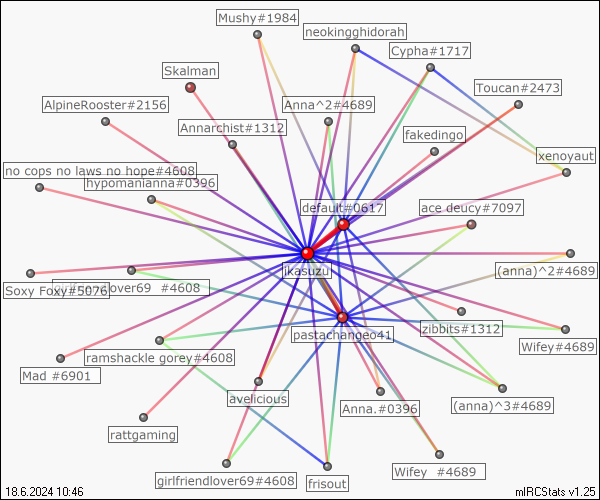 Mushy#1984
neokingghidorah
Cypha#1717
Skalman
Toucan#2473
AlpineRooster#2156
Anna^2#4689
Annarchist#1312
fakedingo
xenoyaut
no cops no laws no hope#4608
hypomanianna#0396
default#0617
ace deucy#7097
ikasuzu
(anna)^2#4689
Soxy Foxy#5076
lover69 #4608
zibbits#1312
pastachangeo41
Wifey#4689
ramshackle gorey#4608
Mad #6901
avelicious
Anna.#0396
(anna)^3#4689
rattgaming
Wifey #4689
girlfriendlover69#4608
frisout
18.6.2024 10:46
mIRCStats v1.25